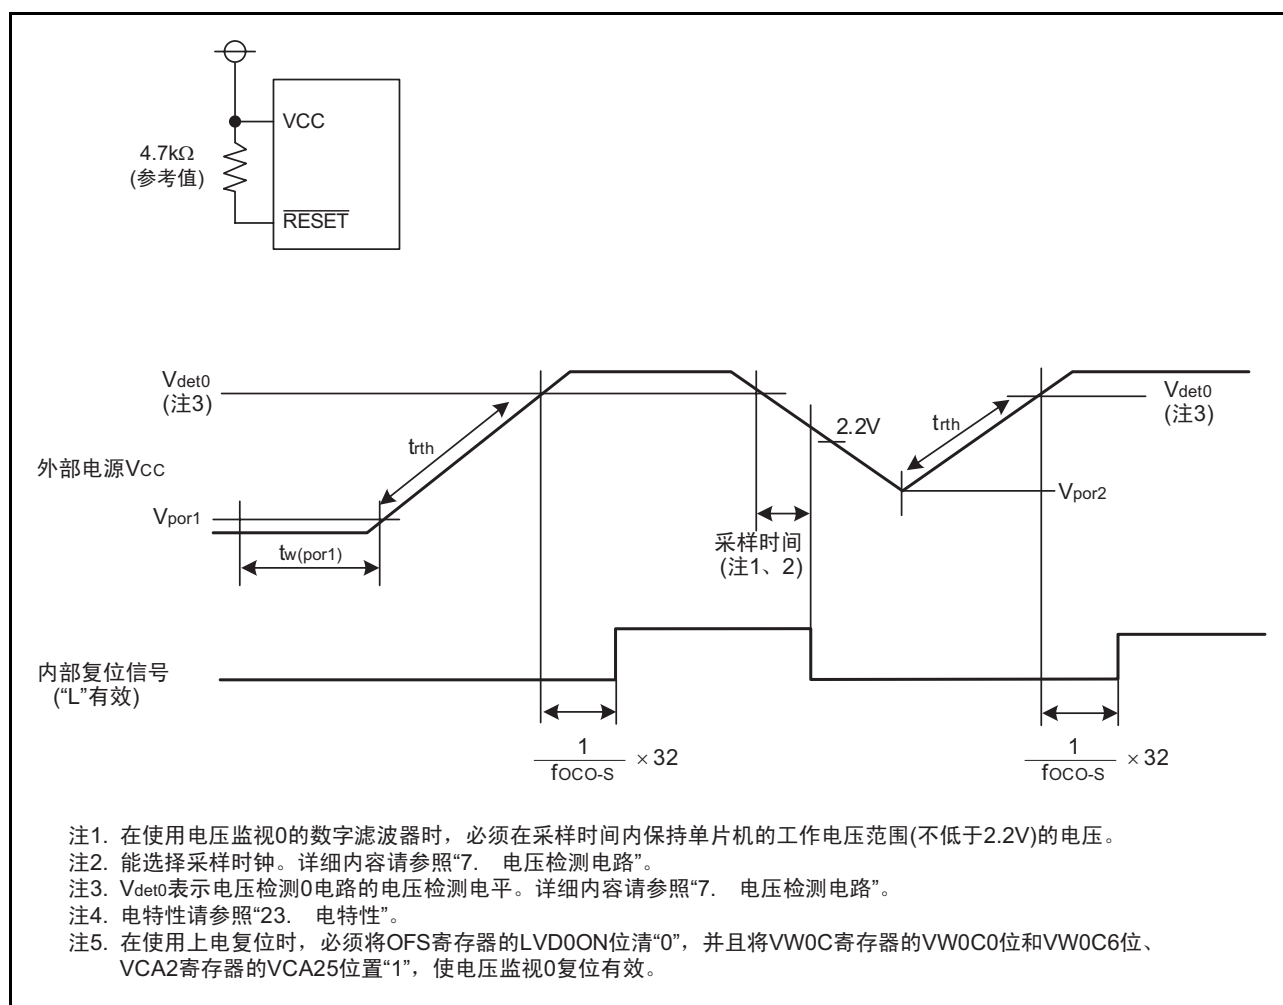 VCC
4.7kΩ
(参考值)
RESET
Vdet0
(注3)
trth
2.2V
trth
Vdet0
(注3)
外部电源VCC
Vpor1
Vpor2
tw(por1)
采样时间
(注1、2)
内部复位信号
(“L”有效)
1
fOCO-S
× 32
1
fOCO-S
× 32
注1. 在使用电压监视0的数字滤波器时，必须在采样时间内保持单片机的工作电压范围(不低于2.2V)的电压。
注2. 能选择采样时钟。详细内容请参照“7. 电压检测电路”。
注3. Vdet0表示电压检测0电路的电压检测电平。详细内容请参照“7. 电压检测电路”。
注4. 电特性请参照“23. 电特性”。
注5. 在使用上电复位时，必须将OFS寄存器的LVD0ON位清“0”，并且将VW0C寄存器的VW0C0位和VW0C6位、
VCA2寄存器的VCA25位置“1”，使电压监视0复位有效。